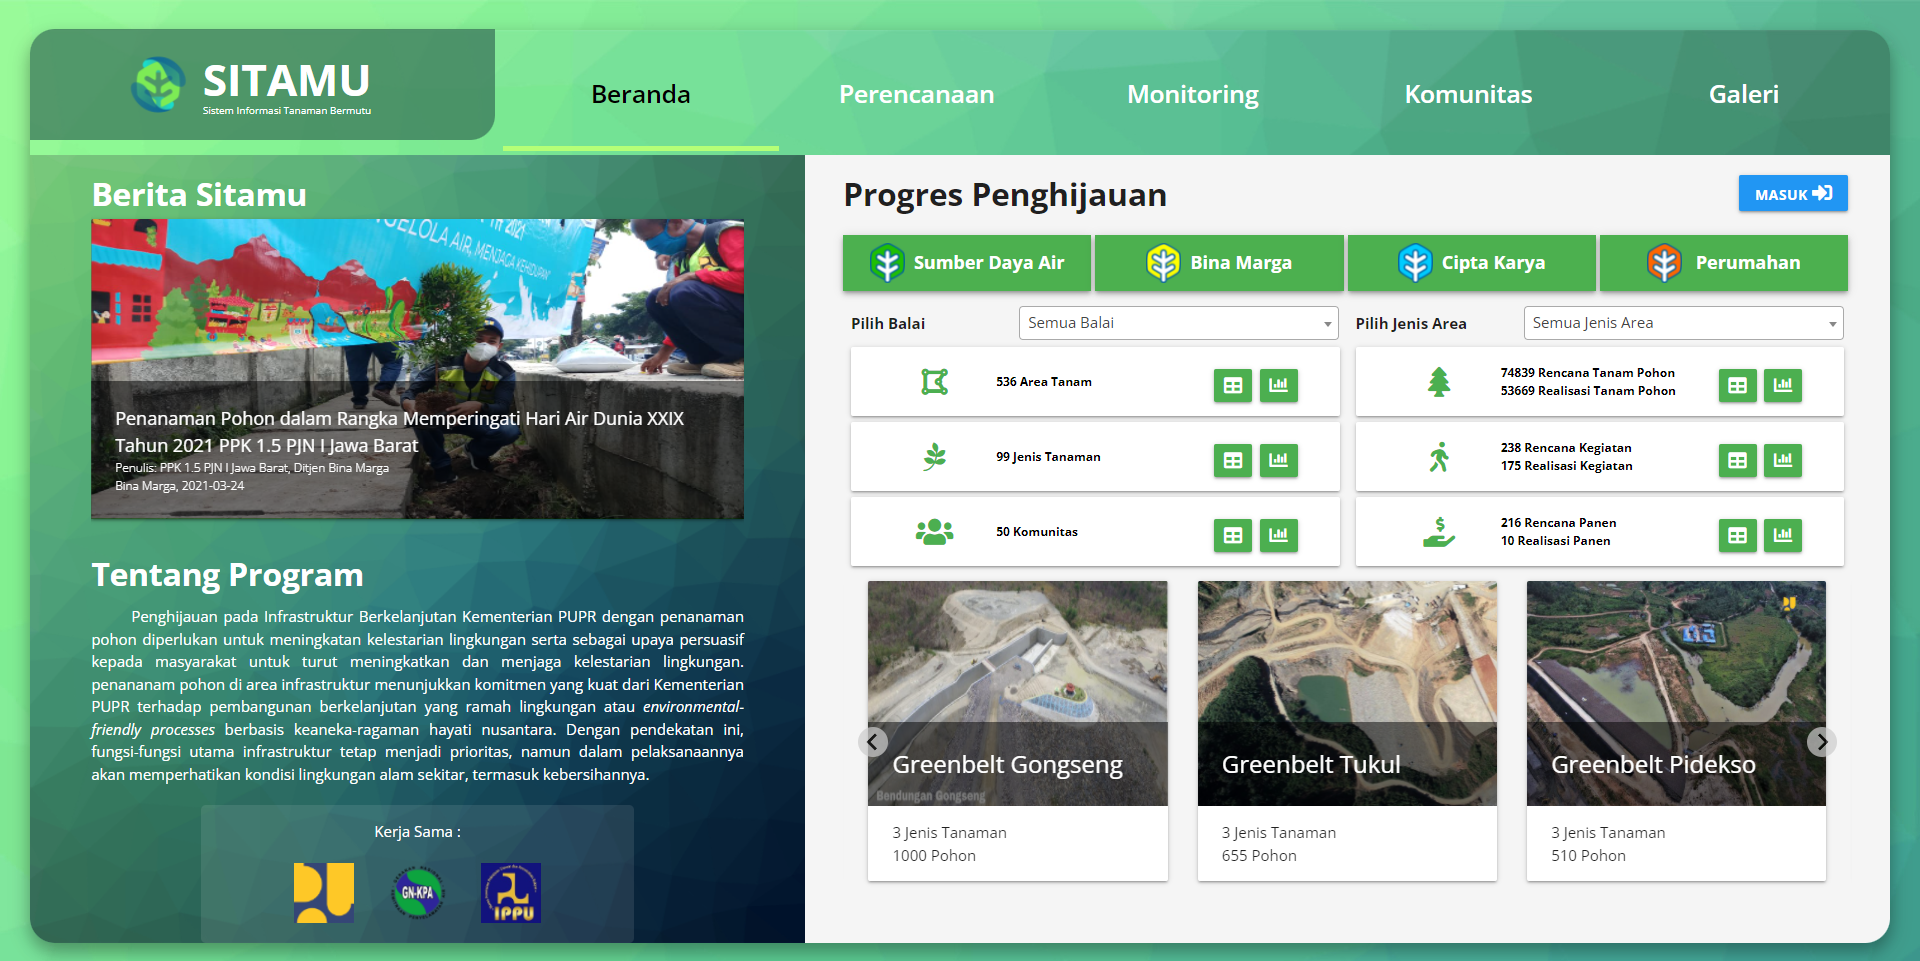 SITAMU
Sistem Informasi Tanaman Bermutu
Beranda
Perencanaan
Monitoring
Komunitas
Galeri
Berita Sitamu
TH 2021
GELOLA AIR, MENJAGA KEHIDUPAN
Penanaman Pohon dalam Rangka Memperingati Hari Air Dunia XXIX
Tahun 2021 PPK 1.5 PJN I Jawa Barat
Penulis: PPK 1.5 PJN I Jawa Barat, Ditjen Bina Marga
Bina Marga, 2021-03-24
Tentang Program
Penghijauan pada Infrastruktur Berkelanjutan Kementerian PUPR dengan penanaman
pohon diperlukan untuk meningkatan kelestarian lingkungan serta sebagai upaya persuasif
kepada masyarakat untuk turut meningkatkan dan menjaga kelestarian lingkungan.
penananam pohon di area infrastruktur menunjukkan komitmen yang kuat dari Kementerian
PUPR terhadap pembangunan berkelanjutan yang ramah lingkungan atau environmental-
friendly processes berbasis keaneka-ragaman hayati nusantara. Dengan pendekatan ini,
fungsi-fungsi utama infrastruktur tetap menjadi prioritas, namun dalam pelaksanaannya
akan memperhatikan kondisi lingkungan alam sekitar, termasuk kebersihannya.
Kerja Sama :
GN-KPA
IPPU
Progres Penghijauan
MASUK
Sumber Daya Air
Bina Marga
Cipta Karya
Perumahan
Pilih Balai
Semua Balai
Pilih Jenis Area
Semua Jenis Area
536 Area Tanam
74839 Rencana Tanam Pohon
53669 Realisasi Tanam Pohon
99 Jenis Tanaman
238 Rencana Kegiatan
175 Realisasi Kegiatan
50 Komunitas
216 Rencana Panen
10 Realisasi Panen
Greenbelt Gongseng
Bendungan Gongseng
3 Jenis Tanaman
1000 Pohon
Greenbelt Tukul
3 Jenis Tanaman
655 Pohon
Greenbelt Pidekso
3 Jenis Tanaman
510 Pohon